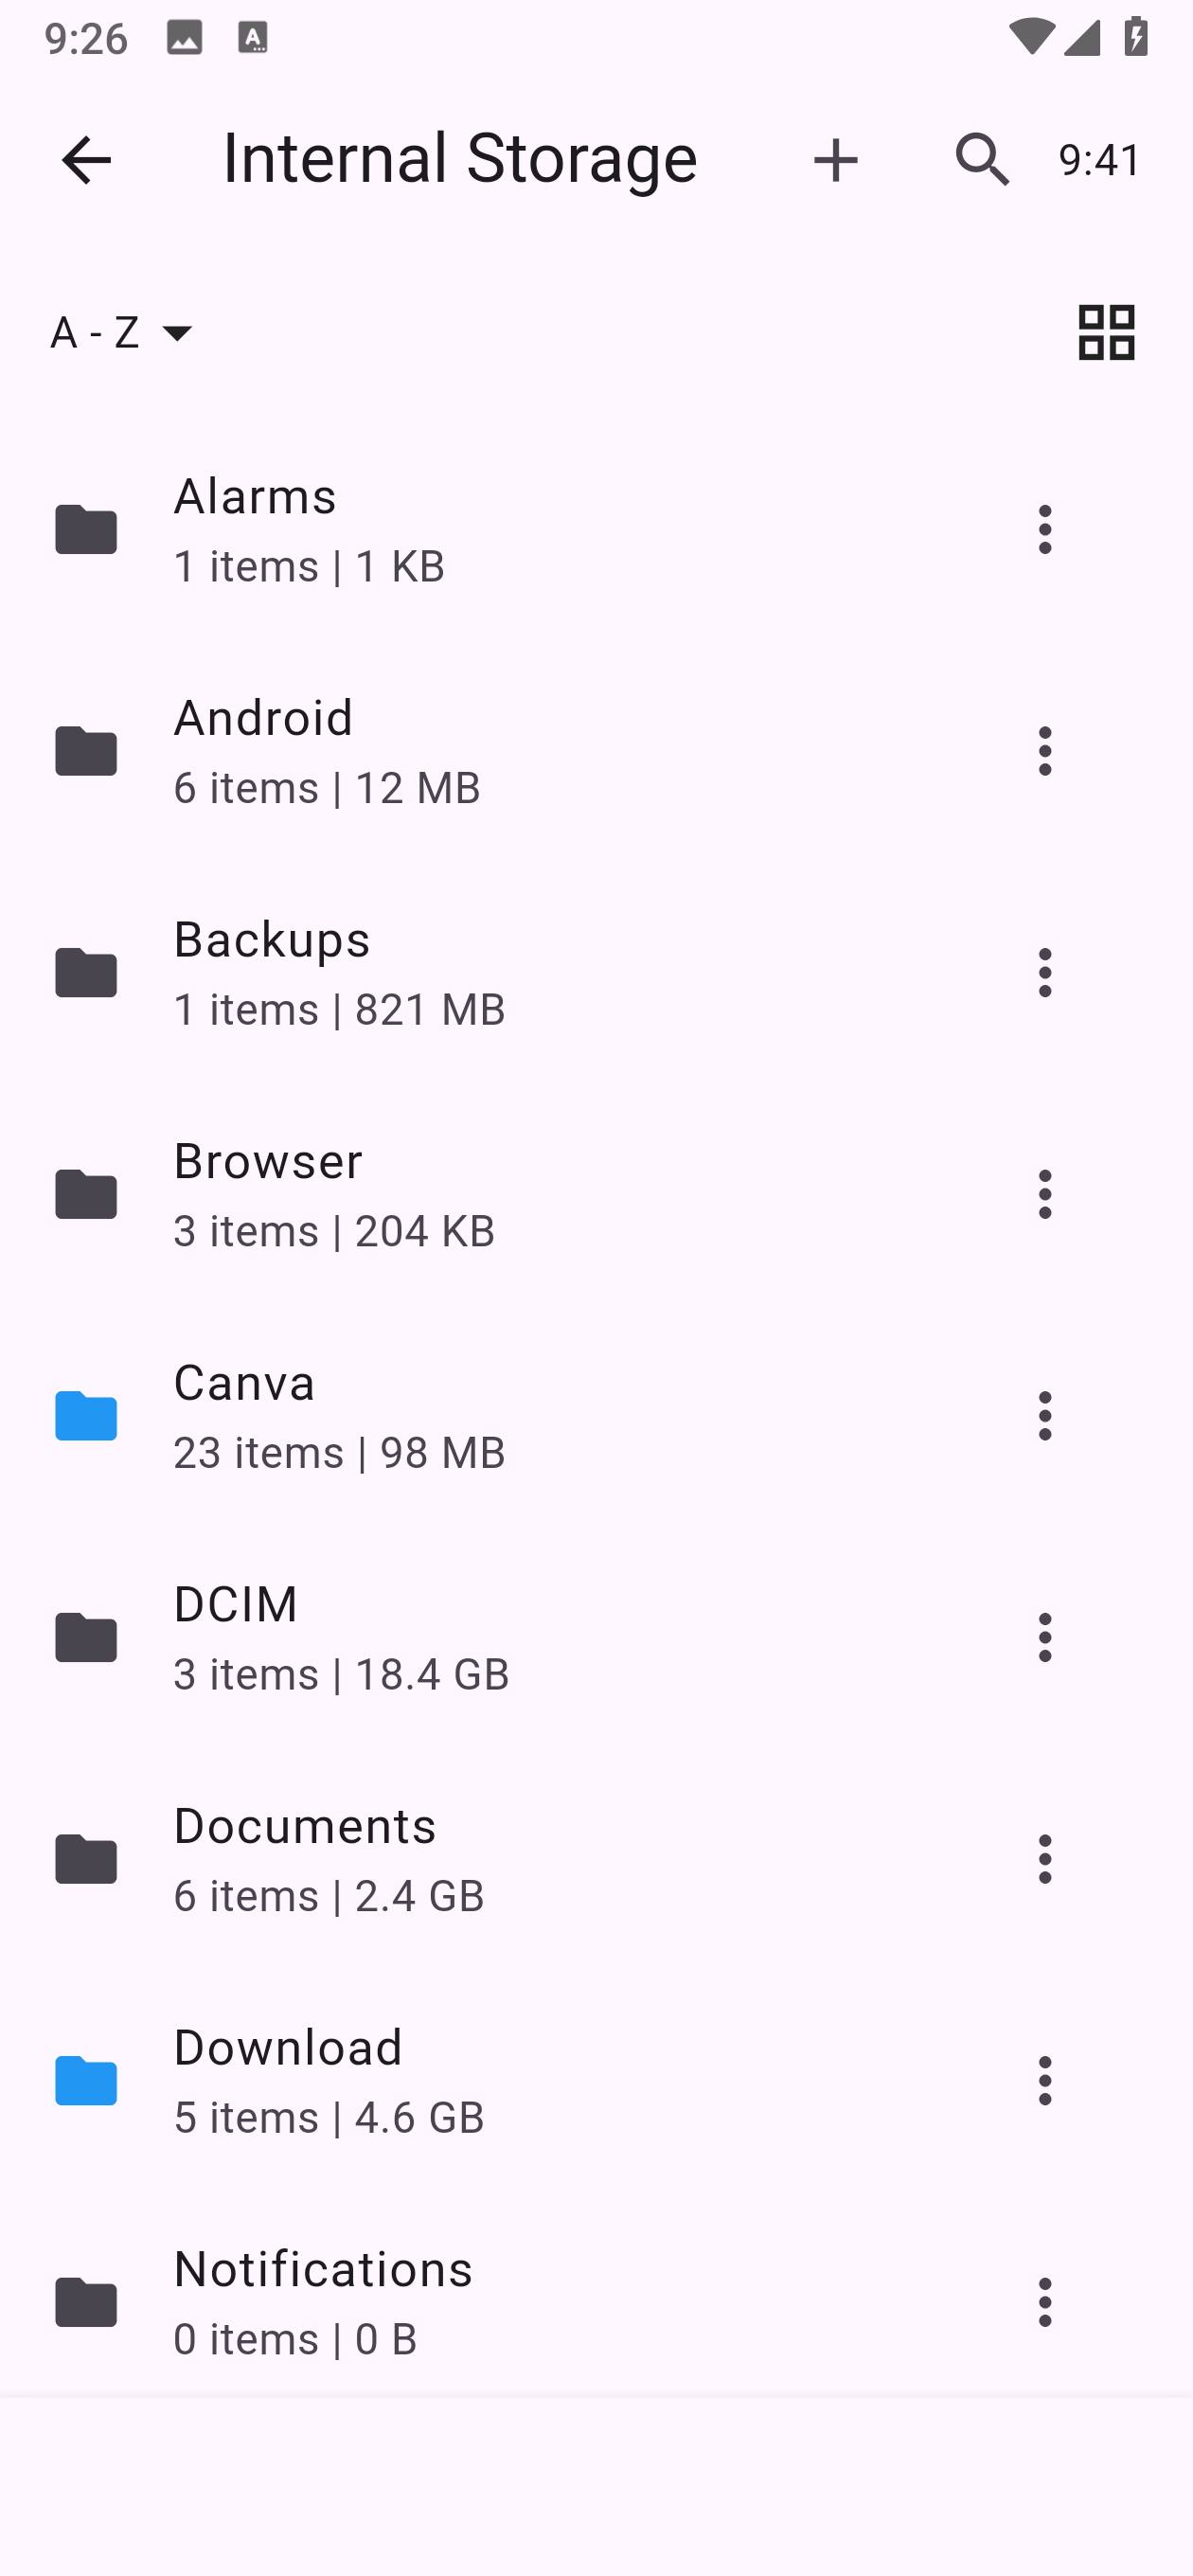 9:26
Internal Storage
9:41
A - Z
Alarms
1 items | 1 KB
Android
6 items | 12 MB
Backups
1 items | 821 MB
Browser
3 items | 204 KB
Canva
23 items | 98 MB
DCIM
3 items | 18.4 GB
Documents
6 items | 2.4 GB
Download
5 items | 4.6 GB
Notifications
0 items | 0 B